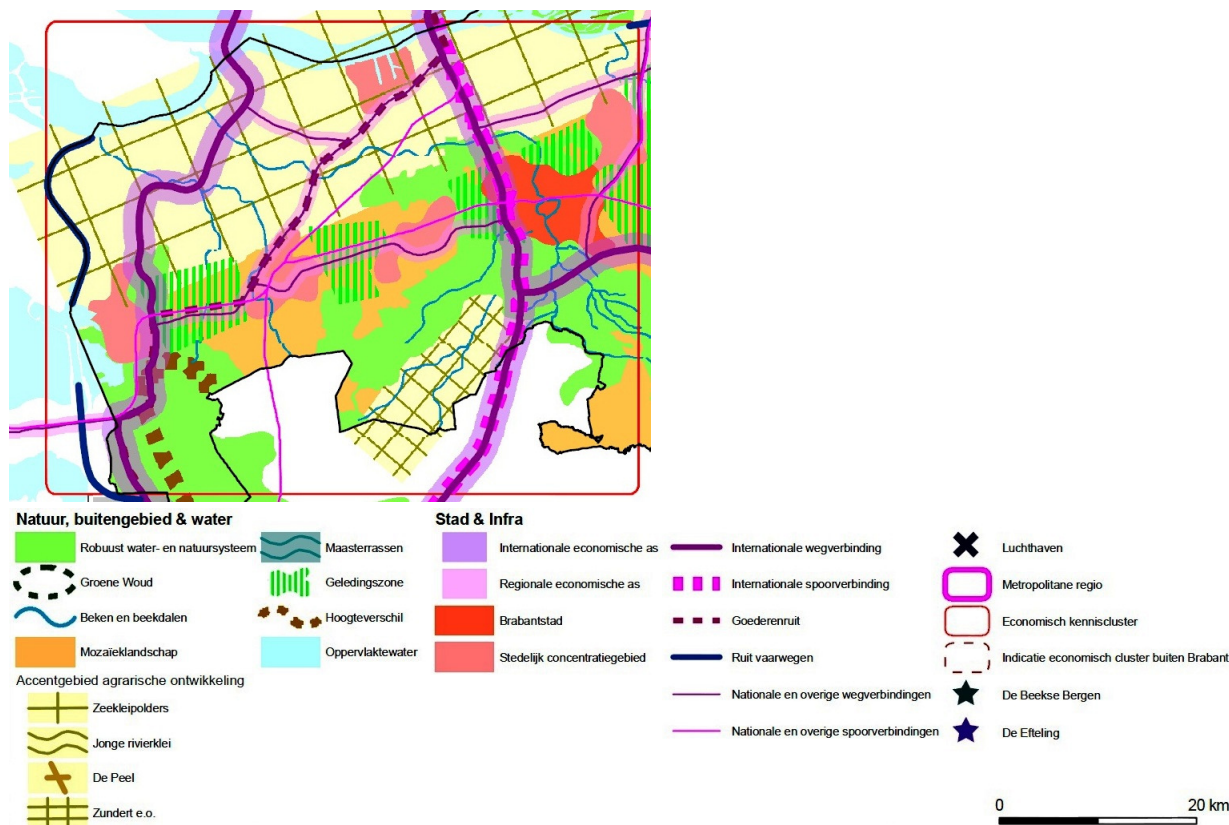 Natuur, buitengebied & water
Robuust water- en natuursysteem
Groene Woud
Beken en beekdalen
Mozaïeklandschap
Accentgebied agrarische ontwikkeling
Zeekleipolders
Jonge rivierklei
De Peel
Zundert e.o.
Maasterrassen
Geledingszone
Hoogteverschil
Oppervlaktewater
Stad & Infra
Internationale economische as
Regionale economische as
Brabantstad
Stedelijk concentratiegebied
Internationale wegverbinding
Internationale spoorverbinding
Goederenruit
Ruit vaarwegen
Nationale en overige wegverbindingen
Nationale en overige spoorverbindingen
Luchthaven
Metropolitane regio
Economisch kenniscluster
Indicatie economisch cluster buiten Brabant
De Beekse Bergen
De Efteling
0 20 km